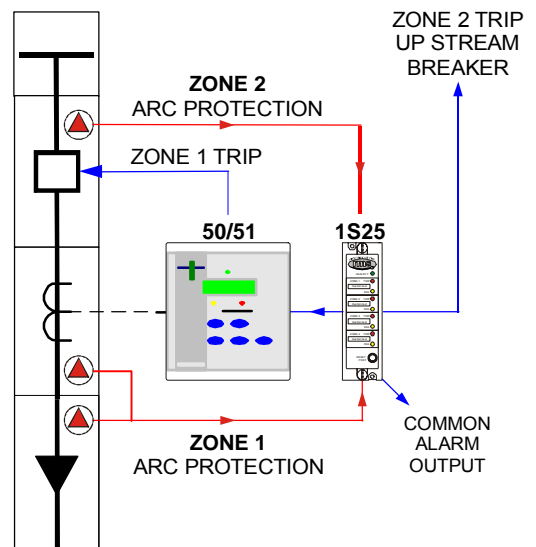 ZONE 2 TRIP
UP STREAM
BREAKER
ZONE 2
ARC PROTECTION
ZONE 1 TRIP
50/51
1S25
COMMON
ALARM
OUTPUT
ZONE 1
ARC PROTECTION